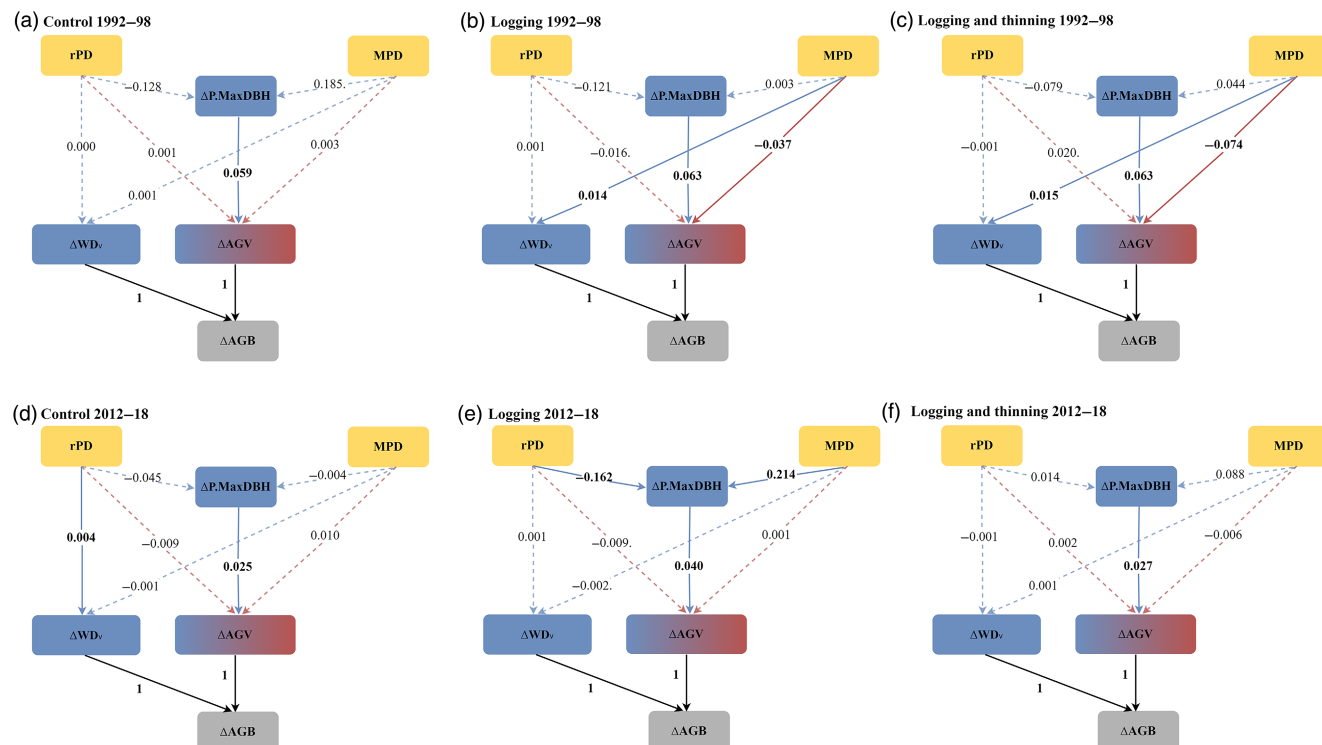 (a) Control 1992–98
rPD
MPD
ΔP.MaxDBH
−0.128
0.185.
0.000
0.001
0.003
0.059
0.001
ΔWDv
ΔAGV
1
1
ΔAGB
(b) Logging 1992–98
rPD
MPD
ΔP.MaxDBH
−0.121
0.003
0.001
−0.016.
−0.037
0.063
0.014
ΔWDv
ΔAGV
1
1
ΔAGB
(c) Logging and thinning 1992–98
rPD
MPD
ΔP.MaxDBH
−0.079
0.044
−0.001
0.020.
−0.074
0.063
0.015
ΔWDv
ΔAGV
1
1
ΔAGB
(d) Control 2012–18
rPD
MPD
ΔP.MaxDBH
−0.045
−0.004
0.004
−0.009
0.010
0.025
−0.001
ΔWDv
ΔAGV
1
1
ΔAGB
(e) Logging 2012–18
rPD
MPD
ΔP.MaxDBH
−0.162
0.214
0.001
−0.009.
0.001
0.040
−0.002.
ΔWDv
ΔAGV
1
1
ΔAGB
(f) Logging and thinning 2012–18
rPD
MPD
ΔP.MaxDBH
0.014
0.088
−0.001
0.002
−0.006
0.027
0.001
ΔWDv
ΔAGV
1
1
ΔAGB